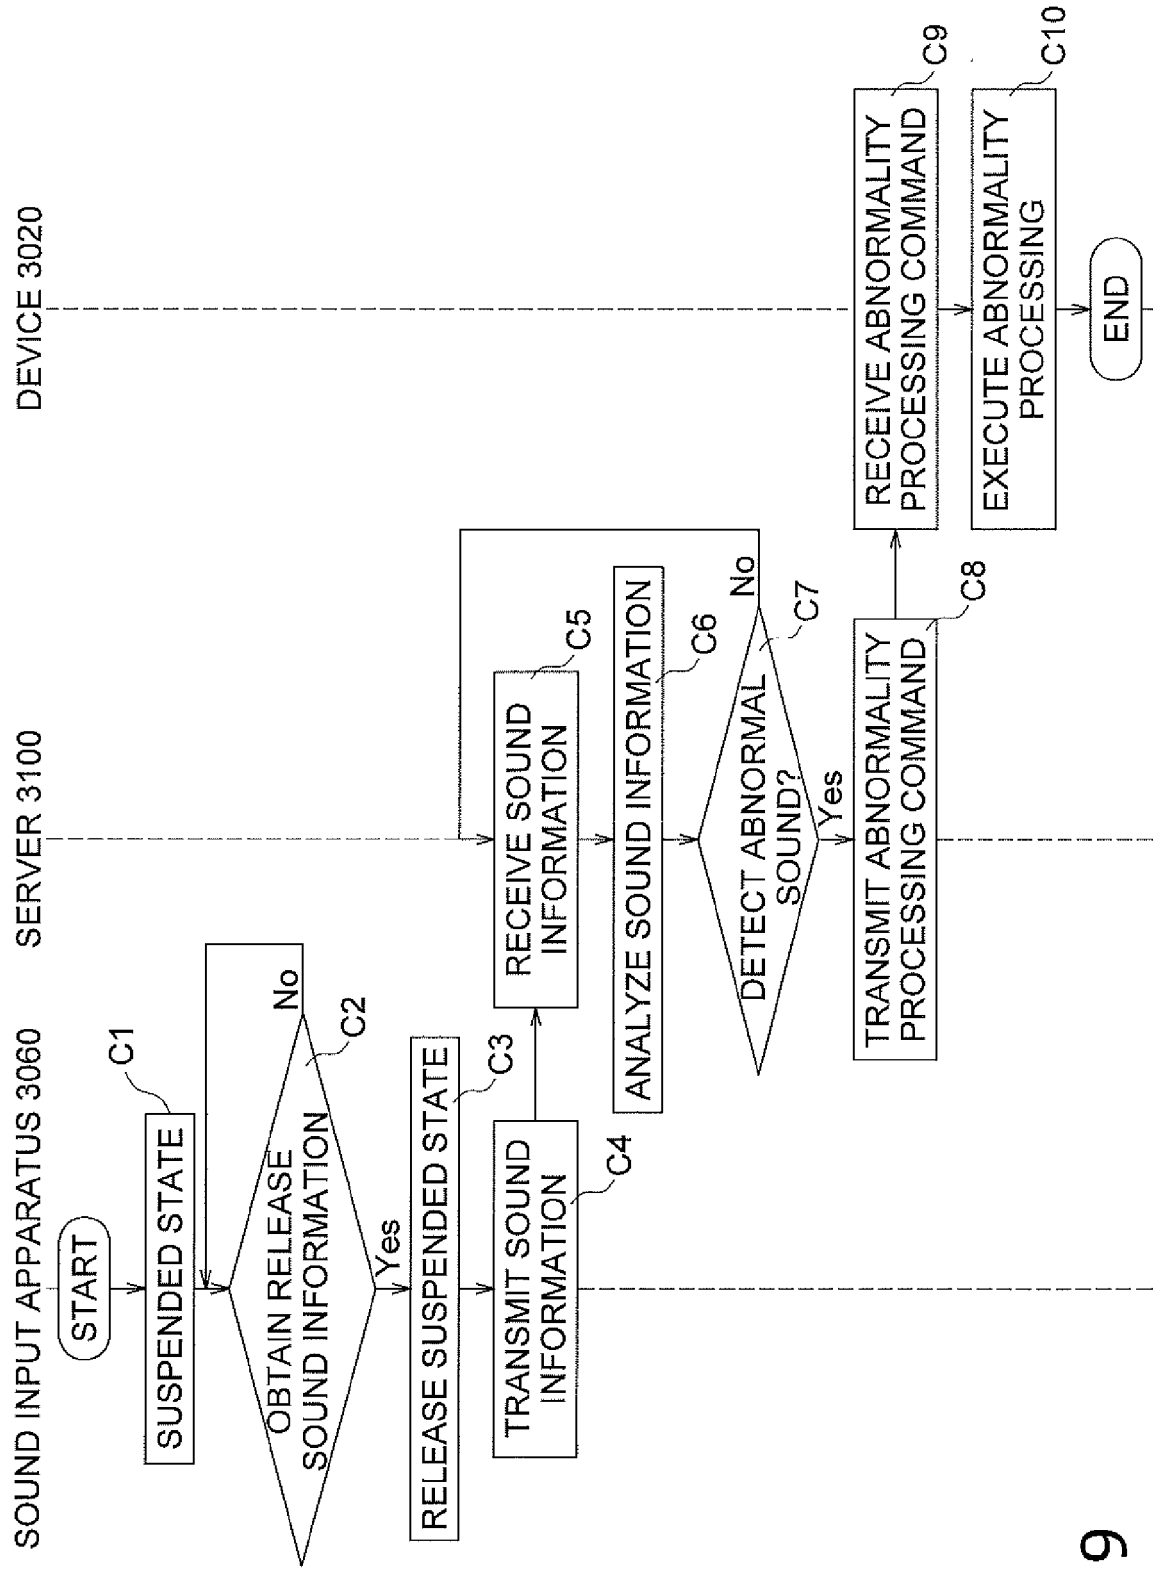 SOUND INPUT APPARATUS 3060
START
SUSPENDED STATE
C1
OBTAIN RELEASE
SOUND INFORMATION
C2
No
Yes
RELEASE SUSPENDED STATE
C3
TRANSMIT SOUND
INFORMATION
C4
SERVER 3100
RECEIVE SOUND
INFORMATION
C5
ANALYZE SOUND INFORMATION
C6
DETECT ABNORMAL
SOUND?
C7
No
Yes
TRANSMIT ABNORMALITY
PROCESSING COMMAND
C8
DEVICE 3020
RECEIVE ABNORMALITY
PROCESSING COMMAND
C9
EXECUTE ABNORMALITY
PROCESSING
C10
END
9